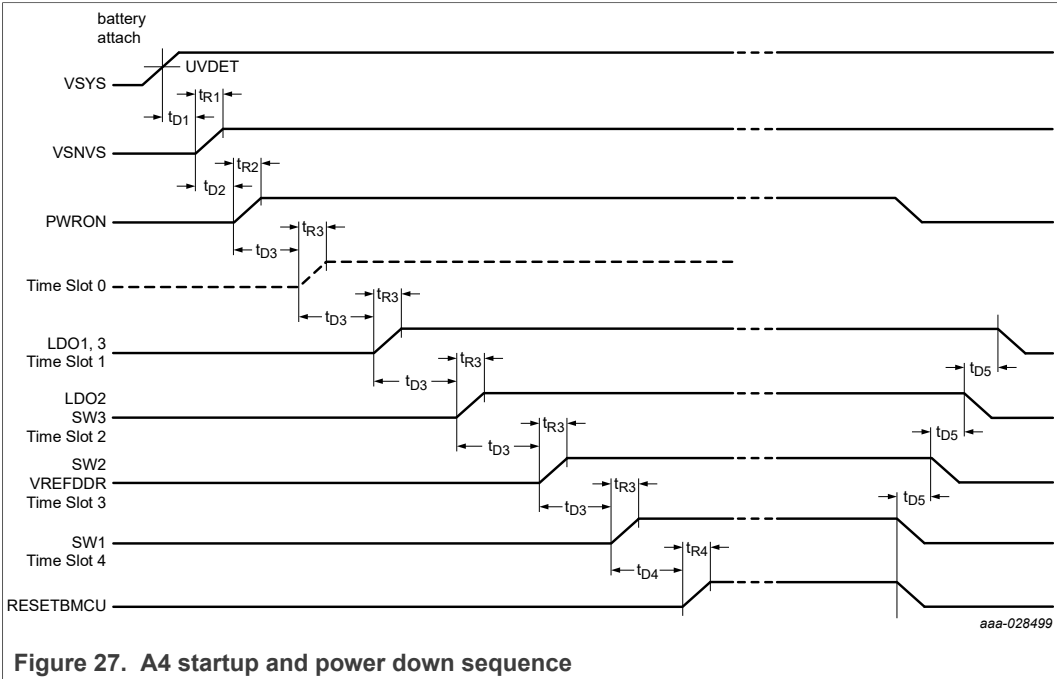 battery
attach
UVDET
VSYS
tR1
tD1
VSNVS
tR2
tD2
PWRON
tR3
tD3
Time Slot 0
tR3
tD3
LDO1, 3
Time Slot 1
tR3
tD3
tD5
LDO2
SW3
Time Slot 2
tR3
tD3
tD5
SW2
VREFDDR
Time Slot 3
tR3
tD3
tD5
SW1
Time Slot 4
tR4
tD4
RESETBMCU
aaa-028499
Figure 27. A4 startup and power down sequence